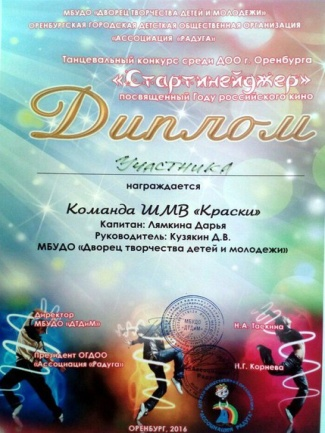 МБУДО «ДВОРЕЦ ТВОРЧЕСТВА ДЕТЕЙ И МОЛОДЕЖИ»
ОРЕНБУРГСКАЯ ГОРОДСКАЯ ДЕТСКАЯ ОБЩЕСТВЕННАЯ ОРГАНИЗАЦИЯ
«АССОЦИАЦИЯ «РАДУГА»
Танцевальный конкурс среди ДОО г. Оренбурга
«Стартинейджер»
посвященный Году российского кино
Диплом
участника
награждается
Команда ШМВ «Краски»
Капитан: Лямкина Дарья
Руководитель: Кузякин Д.В.
МБУДО «Дворец творчества детей и молодежи»
Директор
МБУДО «ДТДиМ»
Президент ОГДОО
«Ассоциация «Радуга»
Н.Г. Корнева
ОРЕНБУРГ, 2016